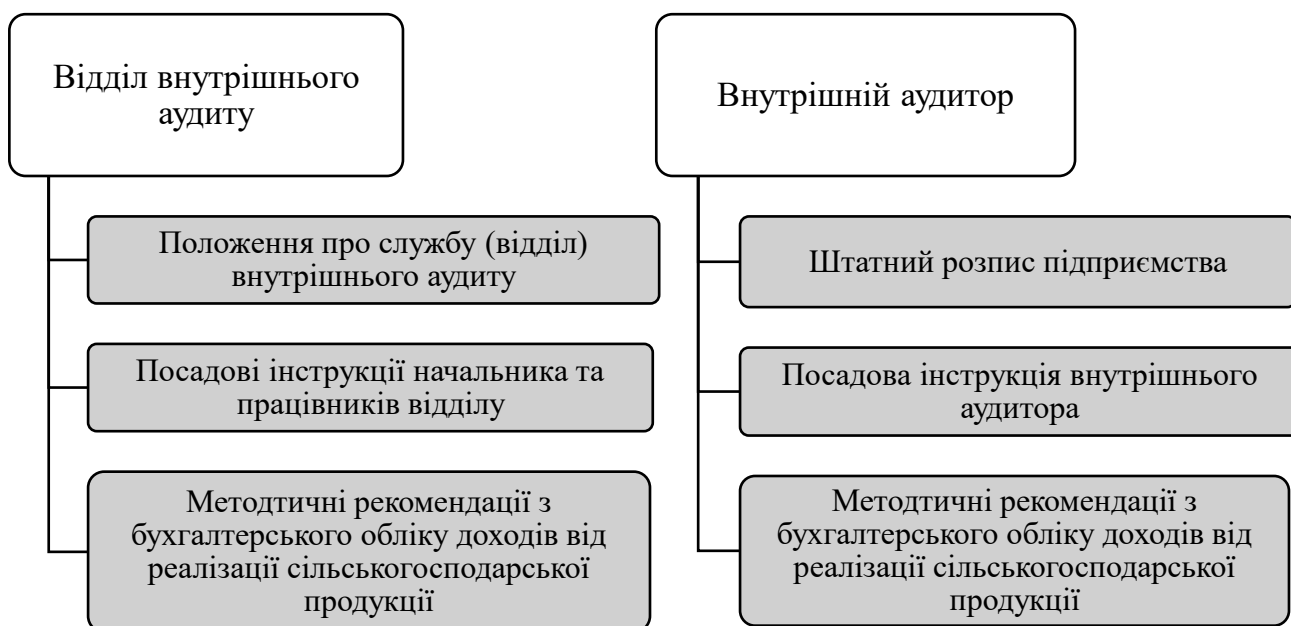 Відділ внутрішнього
аудиту
Положення про службу (відділ)
внутрішнього аудиту
Посадові інструкції начальника та
працівників відділу
Методтичні рекомендації з
бухгалтерського обліку доходів від
реалізації сільськогосподарської
продукції
Внутрішній аудитор
Штатний розпис підприємства
Посадова інструкція внутрішнього
аудитора
Методтичні рекомендації з
бухгалтерського обліку доходів від
реалізації сільськогосподарської
продукції